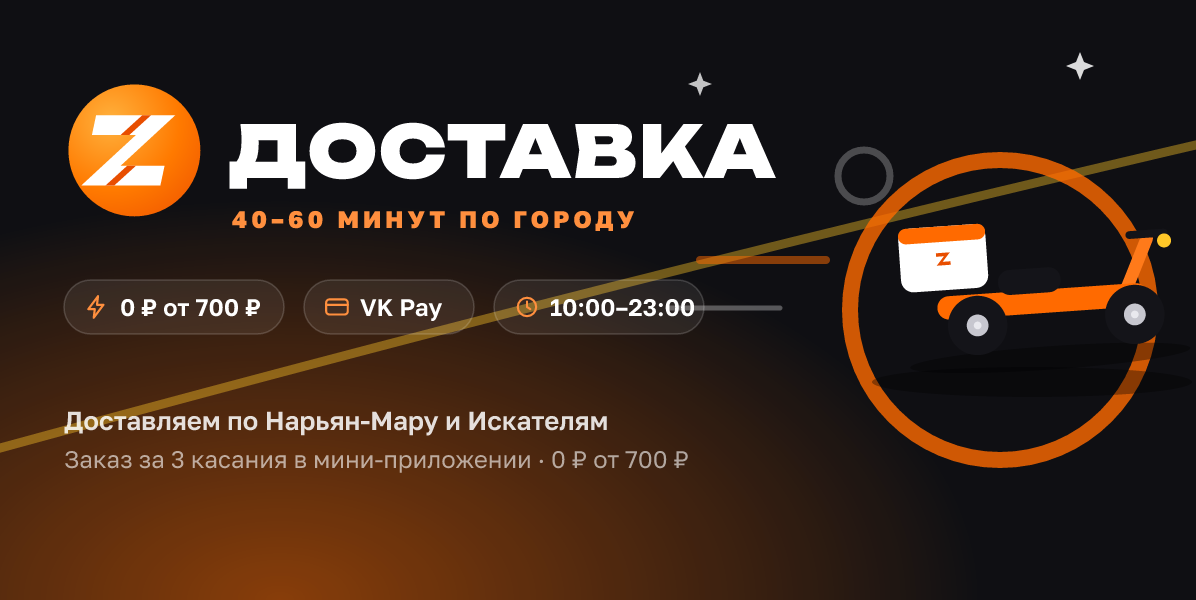 Z ДОСТАВКА
40–60 МИНУТ ПО ГОРОДУ
0 ₽ от 700 ₽
VK Pay
10:00–23:00
Z
Доставляем по Нарьян-Мару и Искателям
Заказ за 3 касания в мини-приложении · 0 ₽ от 700 ₽